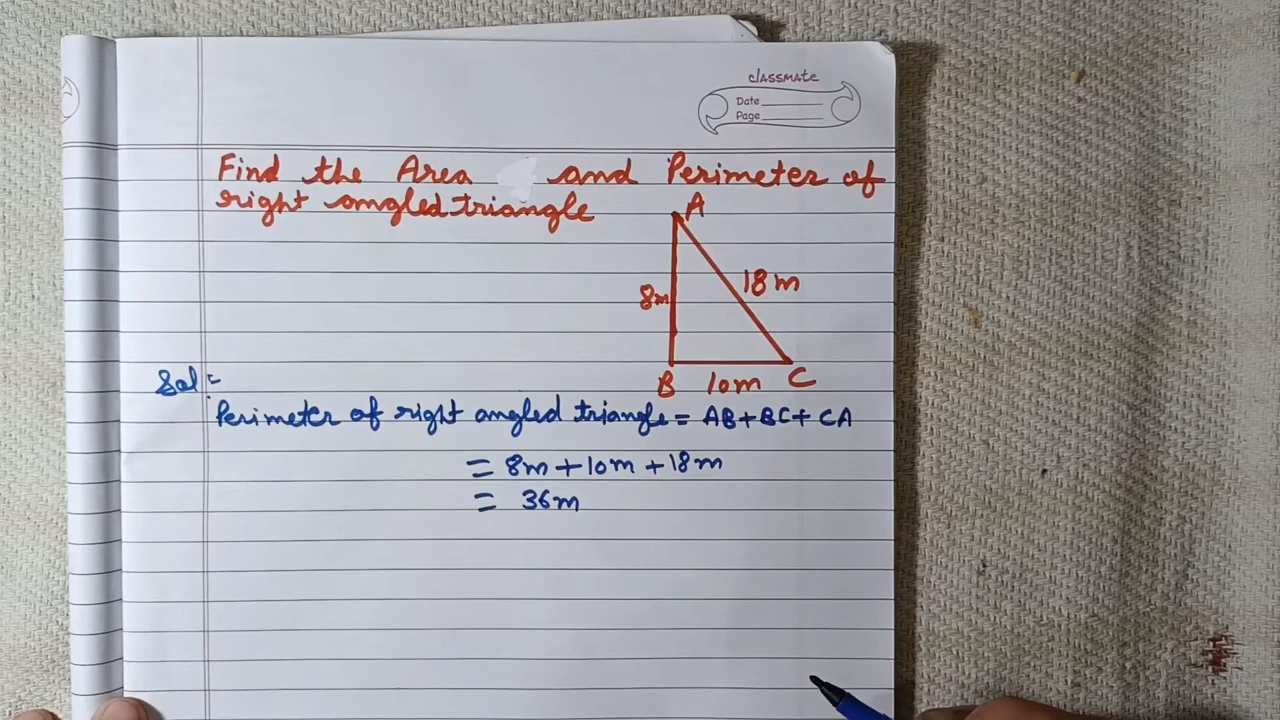 classmate
Date
Page
Find the Area and Perimeter of
right angled triangle
A
8m
18m
B
10m
C
Sol:
Perimeter of right angled triangle = AB+BC+ CA
= 8m +10m +18m
= 36m